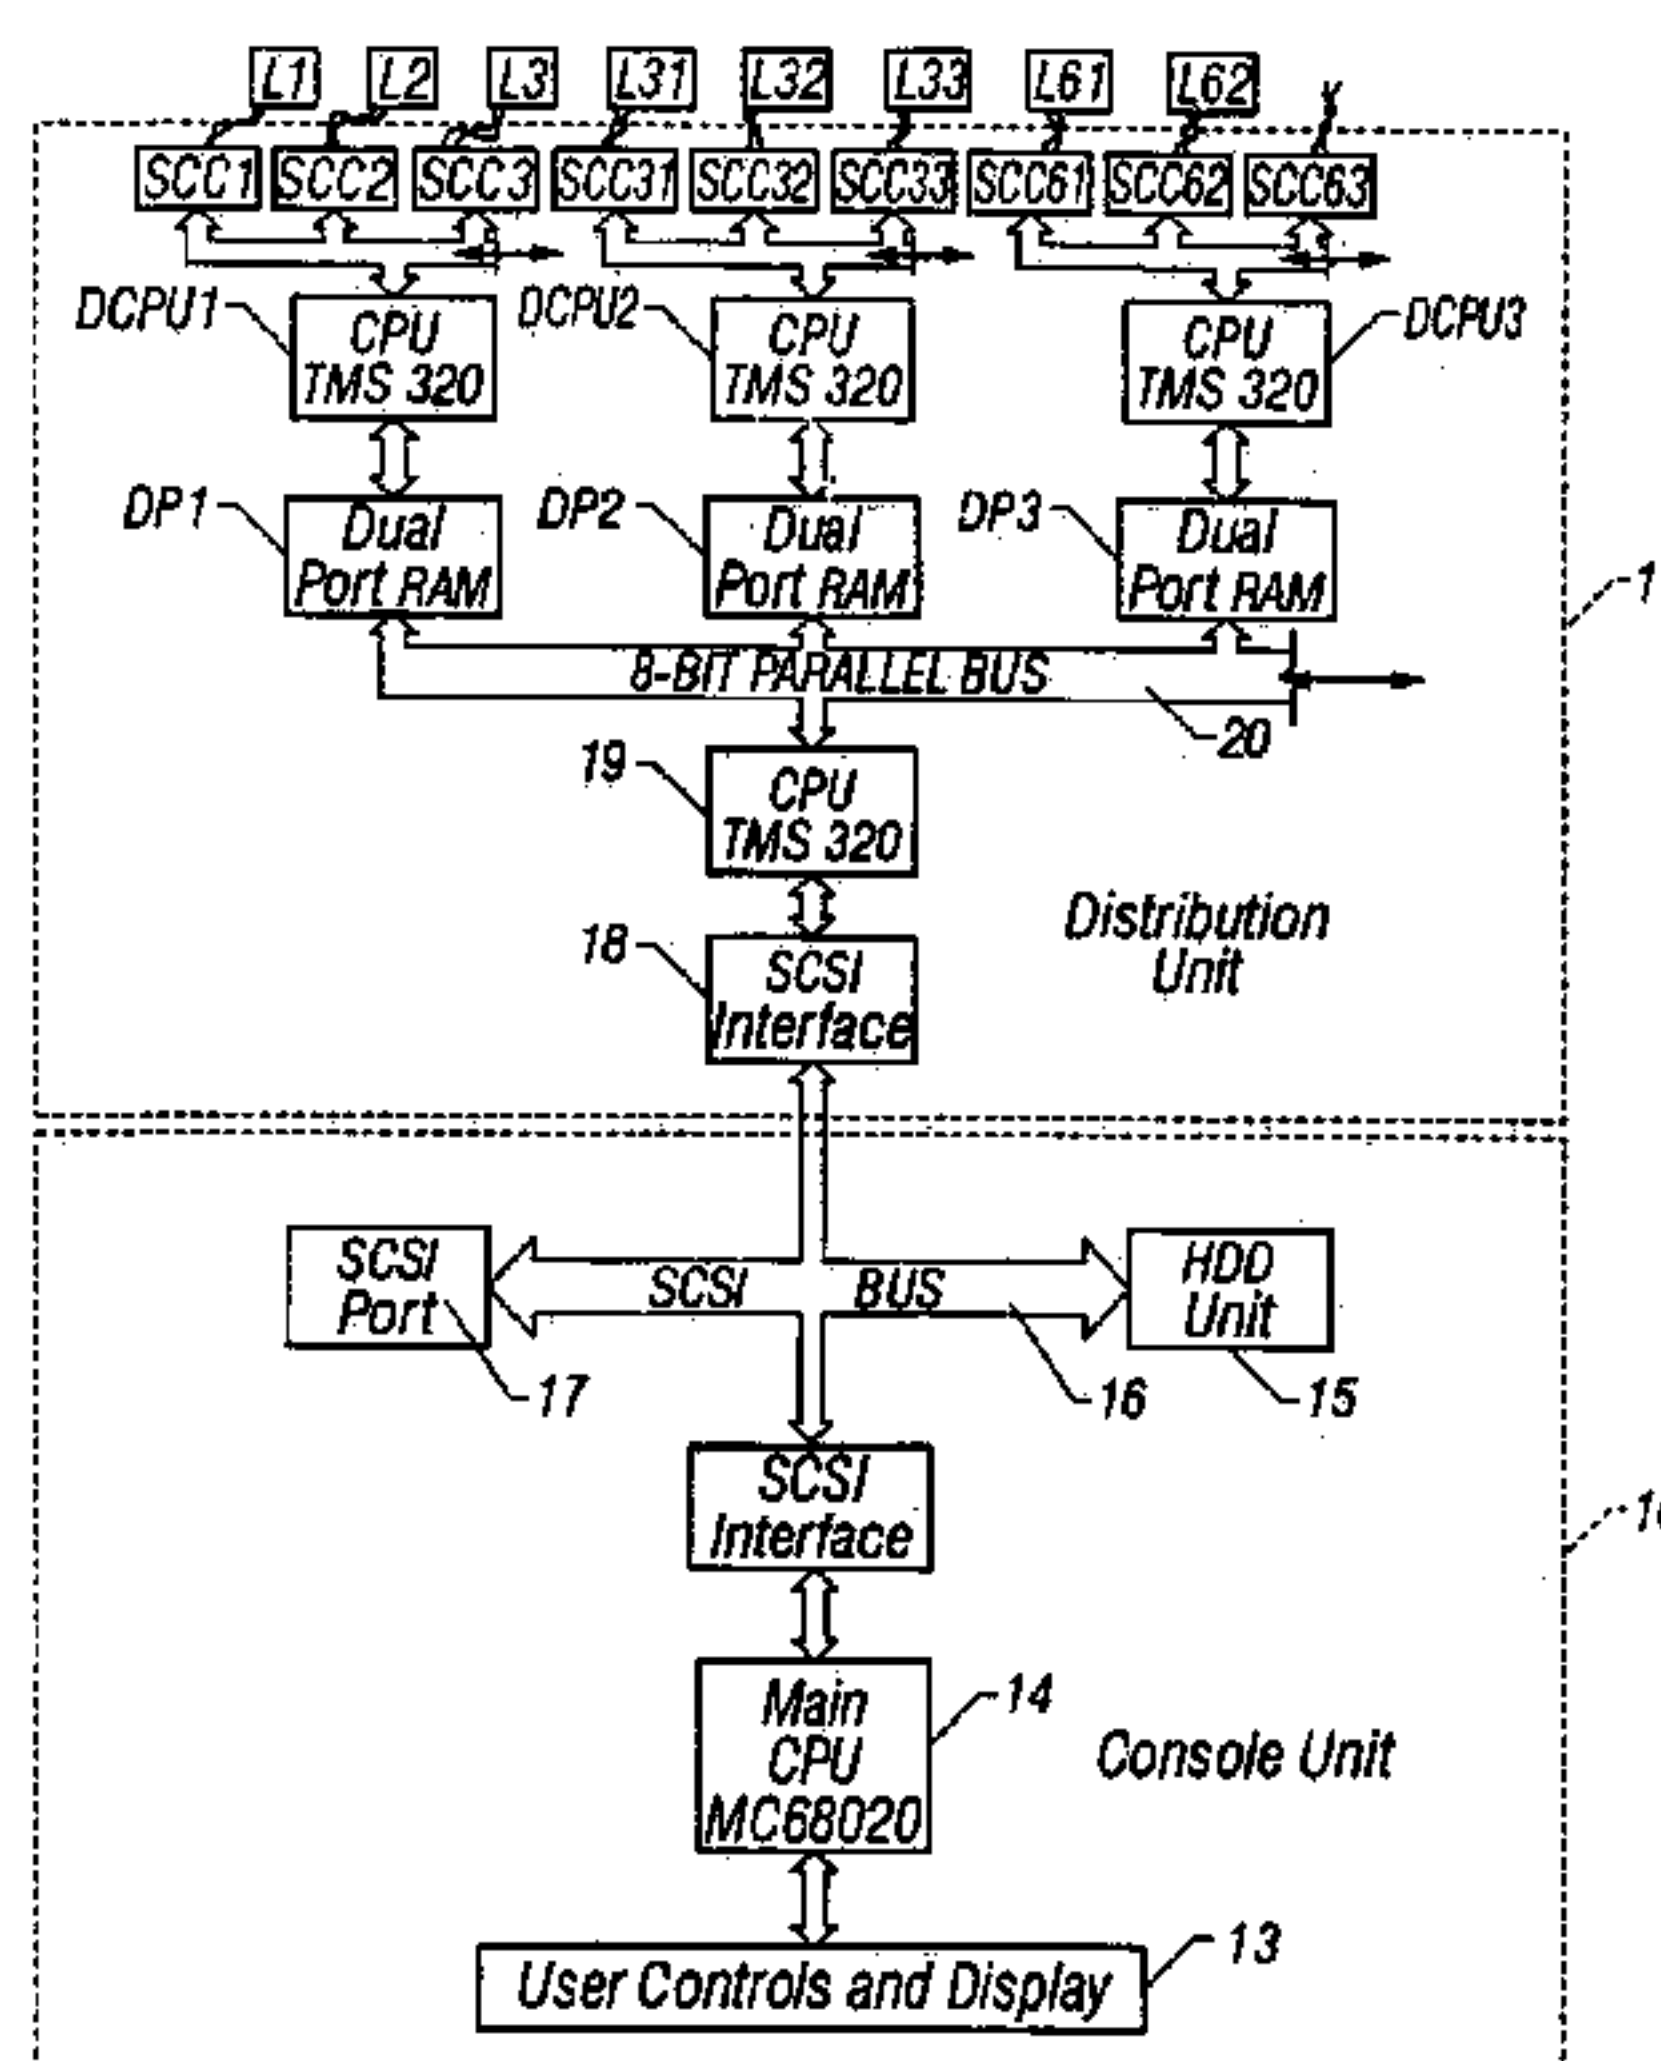 L1 L2 L3 L31 L32 L33 L61 L62
SCC1 SCC2 SCC3 SCC31 SCC32 SCC33 SCC61 SCC62 SCC63
DCPU1
CPU
TMS 320
DCPU2
CPU
TMS 320
CPU
TMS 320
DCPU3
DP1
Dual
Port RAM
DP2
Dual
Port RAM
DP3
Dual
Port RAM
1
8-BIT PARALLEL BUS
20
19
CPU
TMS 320
18
SCSI
Interface
Distribution
Unit
SCSI
Port
17
SCSI BUS
16
HDD
Unit
15
SCSI
Interface
Main
CPU
MC68020
14
Console Unit
User Controls and Display
13